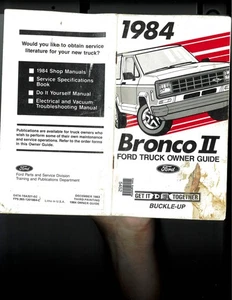 Would you like to obtain service
literature for your new truck?
1984 Shop Manuals
Service Specifications
Book
Do It Yourself Manual
Electrical and Vacuum
Troubleshooting Manual
Publications are available for truck owners who
wish to perform some of their own maintenance
and service operations. Refer to the order forms
in this Owner Guide.
Ford
Ford Parts and Service Division
Training and Publications Department
1984
Bronco II
FORD TRUCK OWNER GUIDE
Ford
GET IT TOGETHER
BUCKLE-UP